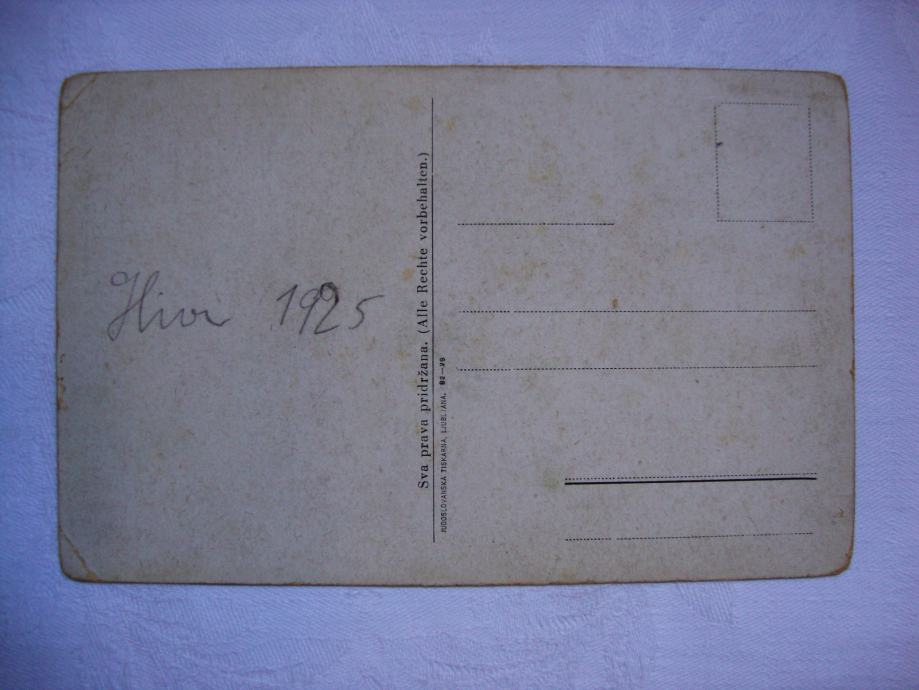 Hvar 1925
Sva prava pridržana. (Alle Rechte vorbehalten.)
JUGOSLOVANSKA TISKARNA, LJUBLJANA.